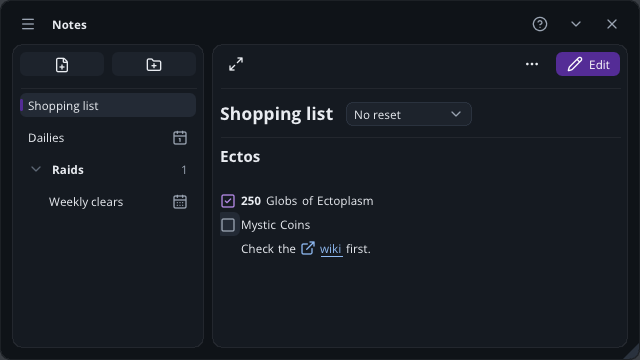 Notes
Edit
Shopping list
Dailies
Raids 1
Weekly clears
Shopping list No reset
Ectos
250 Globs of Ectoplasm
Mystic Coins
Check the wiki first.